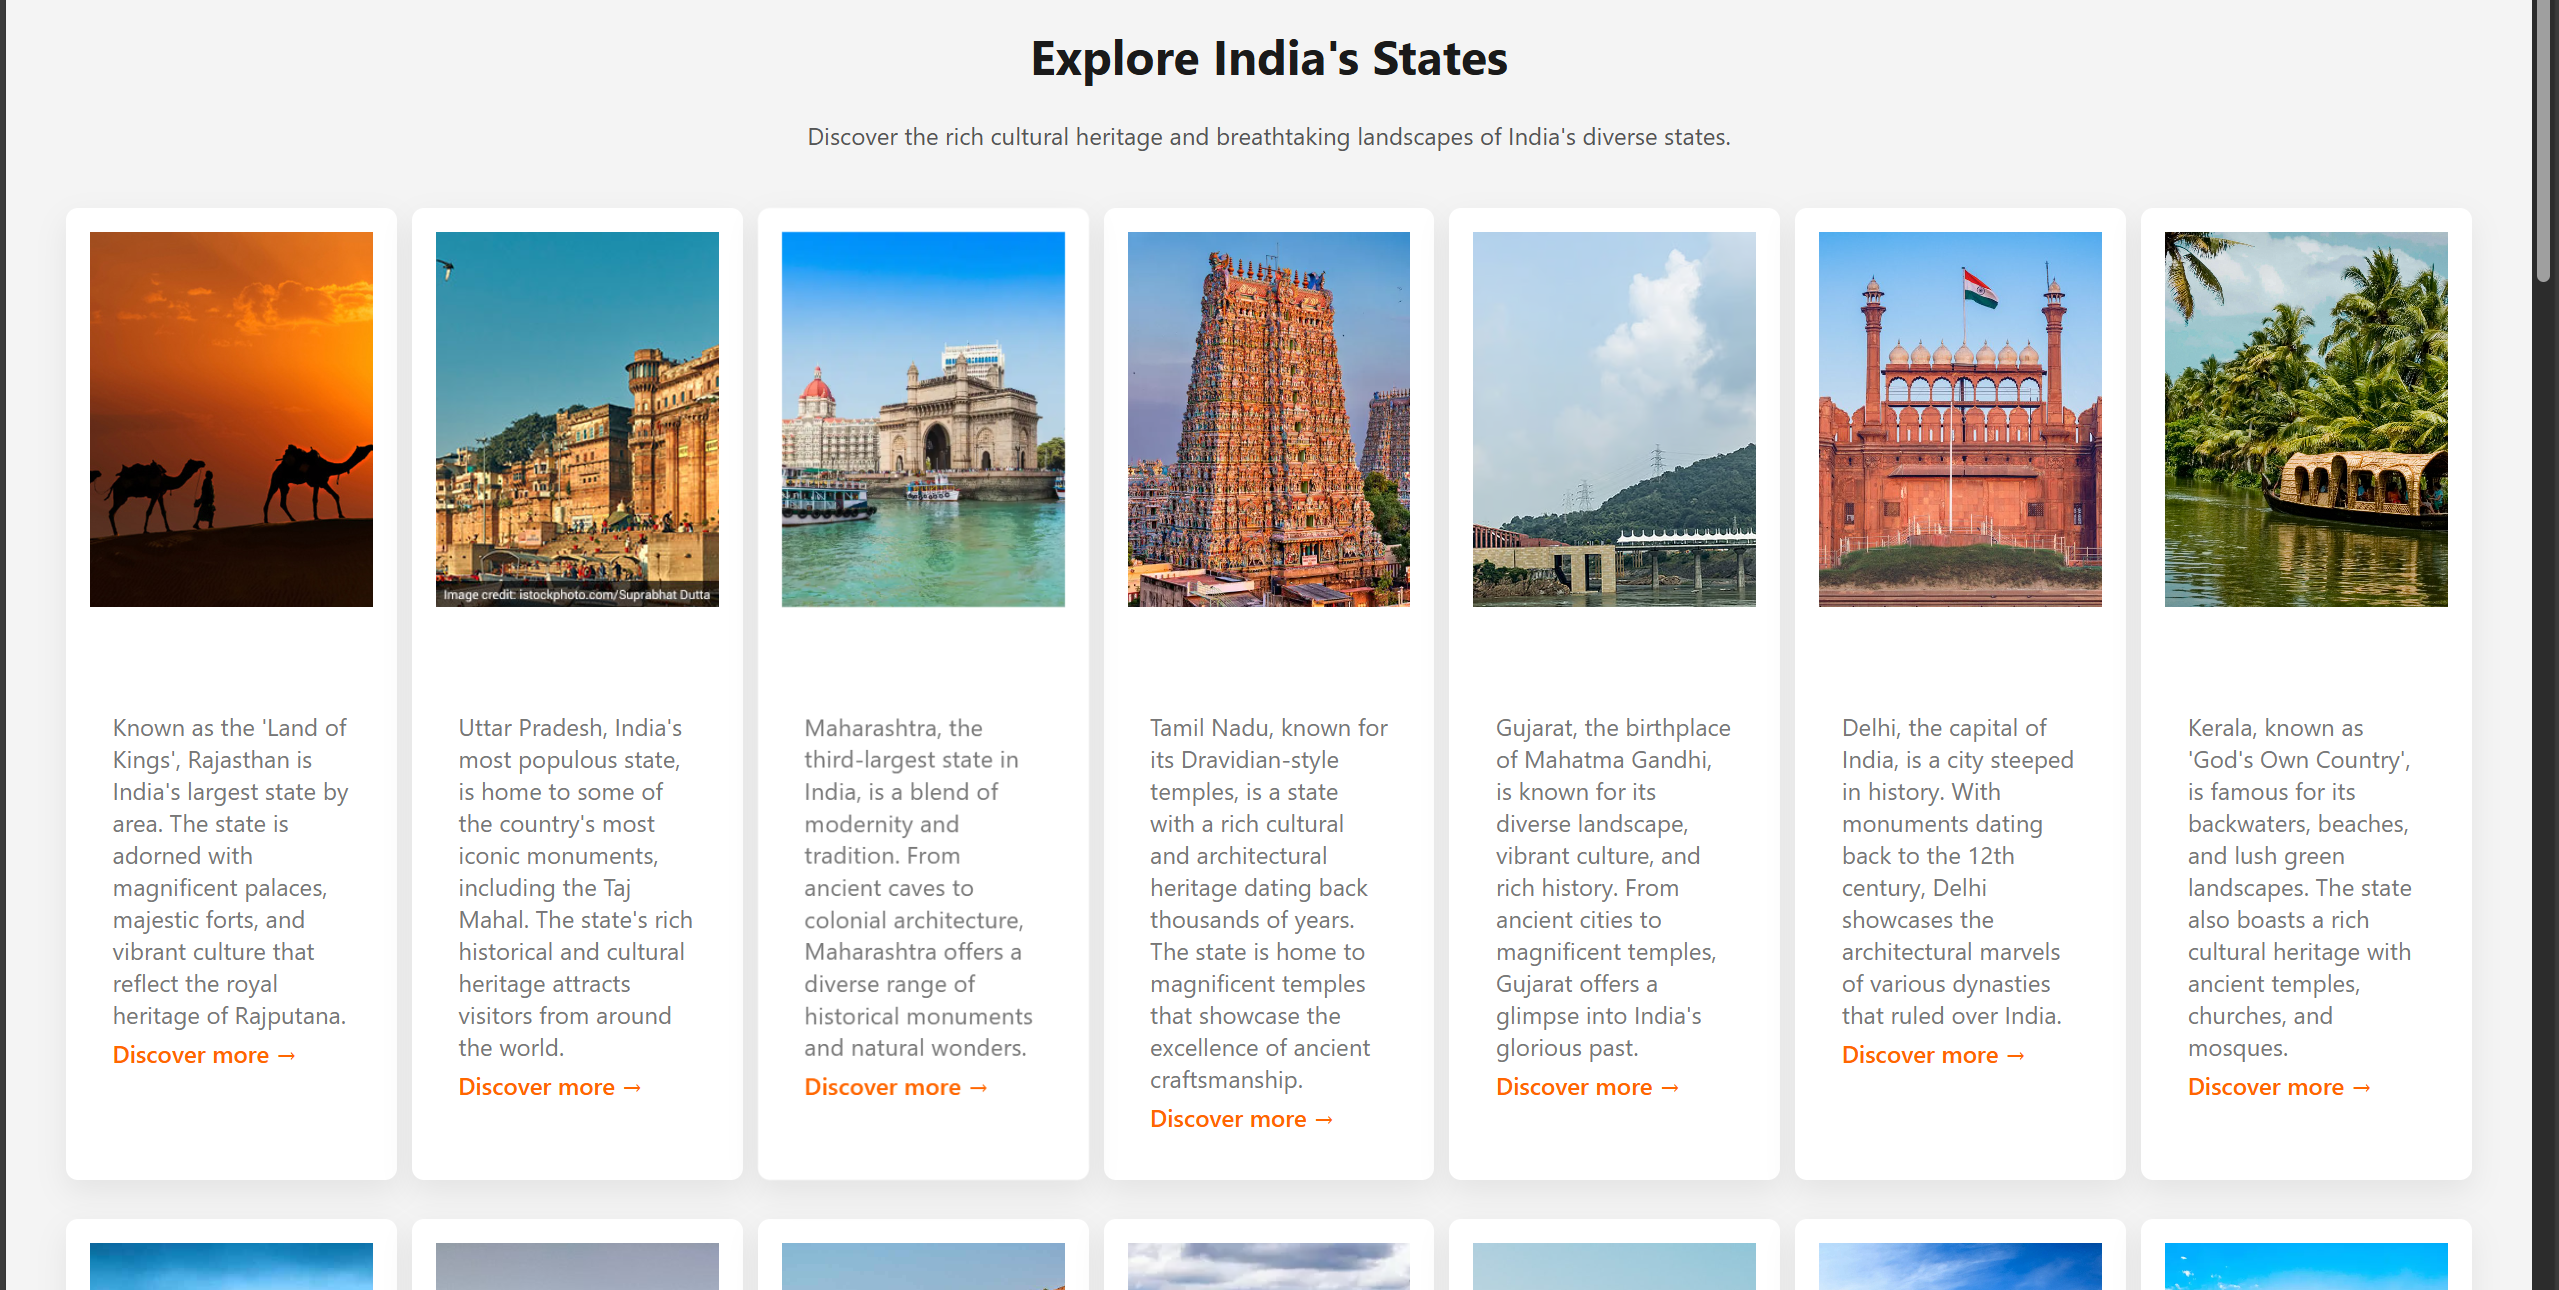 Explore India's States
Discover the rich cultural heritage and breathtaking landscapes of India's diverse states.
Image credit: istockphoto.com/Suprabhat Dutta
Known as the 'Land of
Kings', Rajasthan is
India's largest state by
area. The state is
adorned with
magnificent palaces,
majestic forts, and
vibrant culture that
reflect the royal
heritage of Rajputana.
Discover more →
Uttar Pradesh, India's
most populous state,
is home to some of
the country's most
iconic monuments,
including the Taj
Mahal. The state's rich
historical and cultural
heritage attracts
visitors from around
the world.
Discover more →
Maharashtra, the
third-largest state in
India, is a blend of
modernity and
tradition. From
ancient caves to
colonial architecture,
Maharashtra offers a
diverse range of
historical monuments
and natural wonders.
Discover more →
Tamil Nadu, known for
its Dravidian-style
temples, is a state
with a rich cultural
and architectural
heritage dating back
thousands of years.
The state is home to
magnificent temples
that showcase the
excellence of ancient
craftsmanship.
Discover more →
Gujarat, the birthplace
of Mahatma Gandhi,
is known for its
diverse landscape,
vibrant culture, and
rich history. From
ancient cities to
magnificent temples,
Gujarat offers a
glimpse into India's
glorious past.
Discover more →
Delhi, the capital of
India, is a city steeped
in history. With
monuments dating
back to the 12th
century, Delhi
showcases the
architectural marvels
of various dynasties
that ruled over India.
Discover more →
Kerala, known as
'God's Own Country',
is famous for its
backwaters, beaches,
and lush green
landscapes. The state
also boasts a rich
cultural heritage with
ancient temples,
churches, and
mosques.
Discover more →